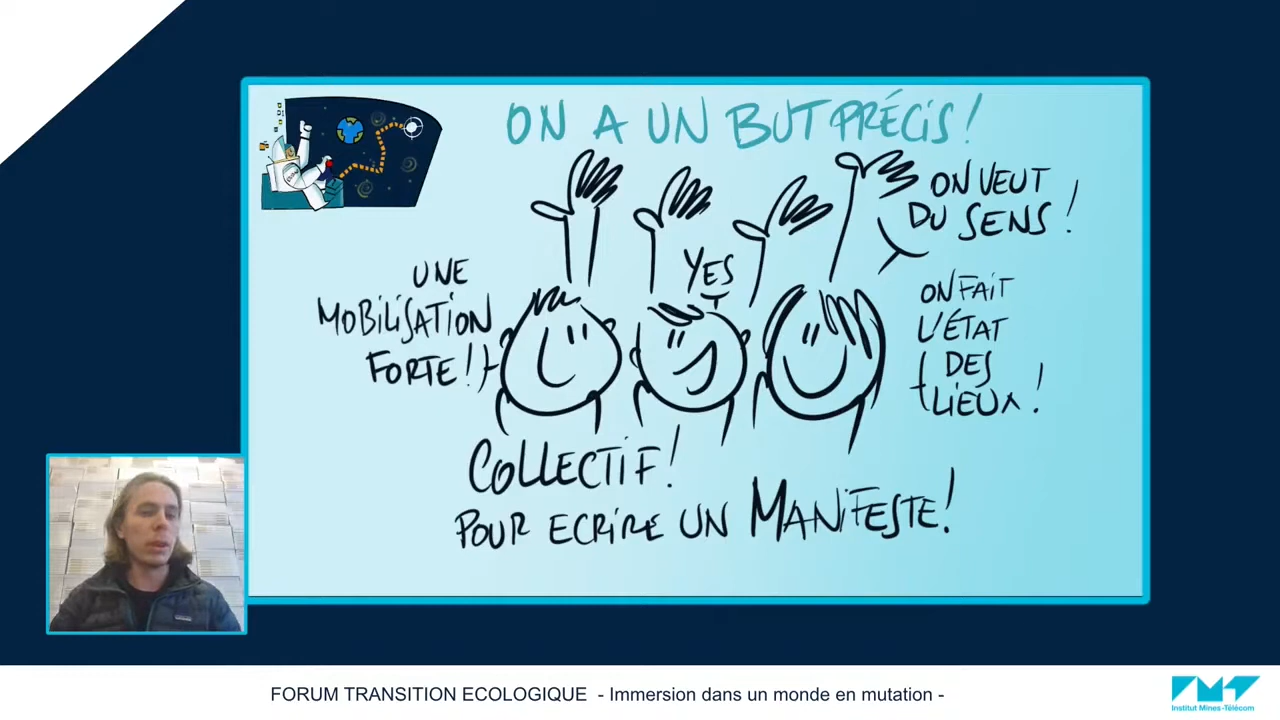 ON A UN BUT PRÉCIS!
ON VEUT
DU SENS!
YES
UNE
MOBILISATION
FORTE!
ON FAIT
L'ÉTAT
DES
LIEUX!
COLLECTIF!
POUR ECRIRE UN MANIFESTE!
FORUM TRANSITION ECOLOGIQUE - Immersion dans un monde en mutation -
Institut Mines-Télécom